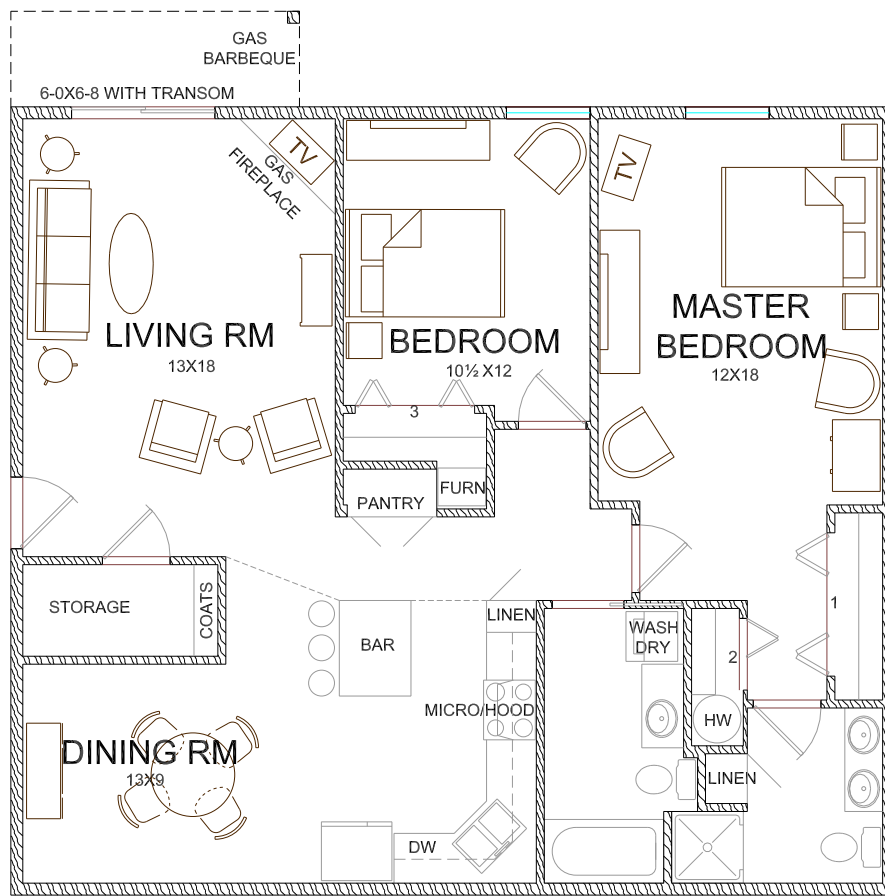 GAS
BARBEQUE
6-0X6-8 WITH TRANSOM
TV
GAS
FIREPLACE
TV
LIVING RM
13X18
BEDROOM
10½ X12
MASTER
BEDROOM
12X18
3
FURN
PANTRY
STORAGE
COATS
BAR
LINEN
WASH
DRY
1
2
MICRO/HOOD
HW
DINING RM
13X9
LINEN
DW